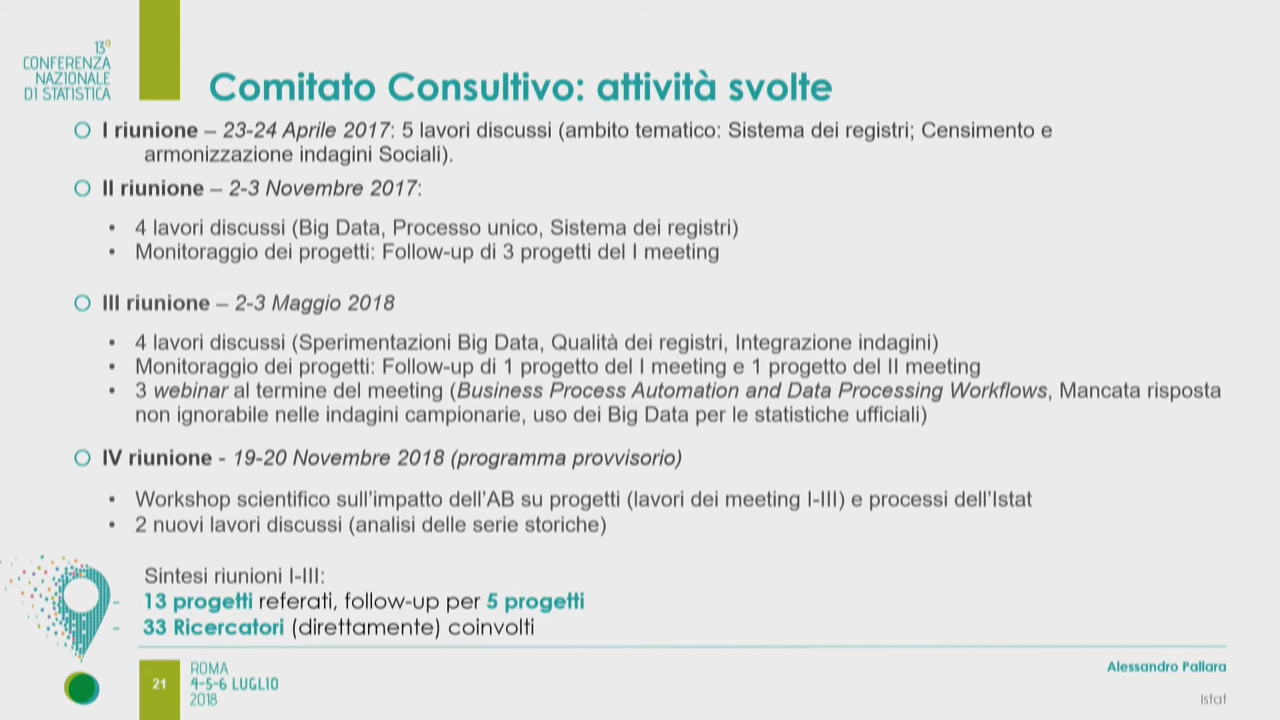 13ª
CONFERENZA
NAZIONALE
DI STATISTICA
Comitato Consultivo: attività svolte
I riunione – 23-24 Aprile 2017: 5 lavori discussi (ambito tematico: Sistema dei registri; Censimento e
armonizzazione indagini Sociali).
II riunione – 2-3 Novembre 2017:
• 4 lavori discussi (Big Data, Processo unico, Sistema dei registri)
• Monitoraggio dei progetti: Follow-up di 3 progetti del I meeting
III riunione – 2-3 Maggio 2018
• 4 lavori discussi (Sperimentazioni Big Data, Qualità dei registri, Integrazione indagini)
• Monitoraggio dei progetti: Follow-up di 1 progetto del I meeting e 1 progetto del II meeting
• 3 webinar al termine del meeting (Business Process Automation and Data Processing Workflows, Mancata risposta
non ignorabile nelle indagini campionarie, uso dei Big Data per le statistiche ufficiali)
IV riunione - 19-20 Novembre 2018 (programma provvisorio)
• Workshop scientifico sull'impatto dell'AB su progetti (lavori dei meeting I-III) e processi dell'Istat
• 2 nuovi lavori discussi (analisi delle serie storiche)
Sintesi riunioni I-III:
- 13 progetti referati, follow-up per 5 progetti
- 33 Ricercatori (direttamente) coinvolti
21
ROMA
4-5-6 LUGLIO
2018
Alessandro Pallara
Istat